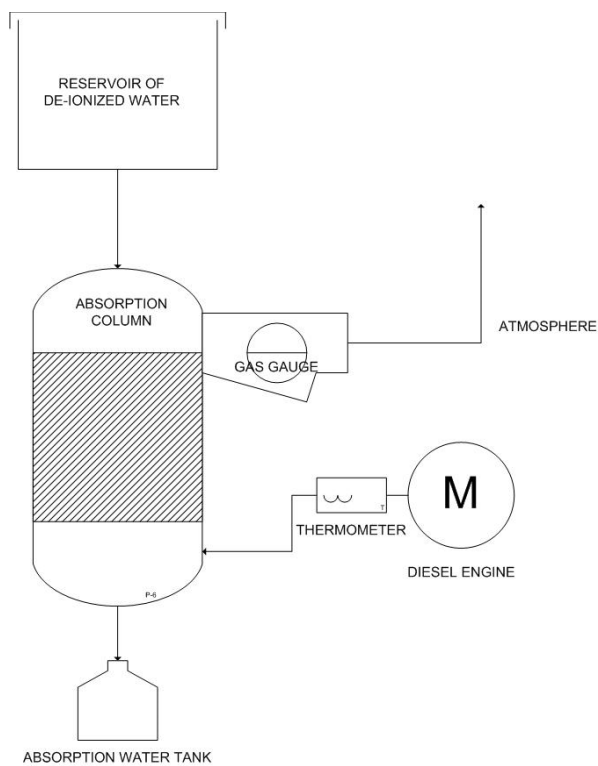 RESERVOIR OF
DE-IONIZED WATER
ABSORPTION
COLUMN
ATMOSPHERE
GAS GAUGE
M
T
THERMOMETER
DIESEL ENGINE
P-6
ABSORPTION WATER TANK